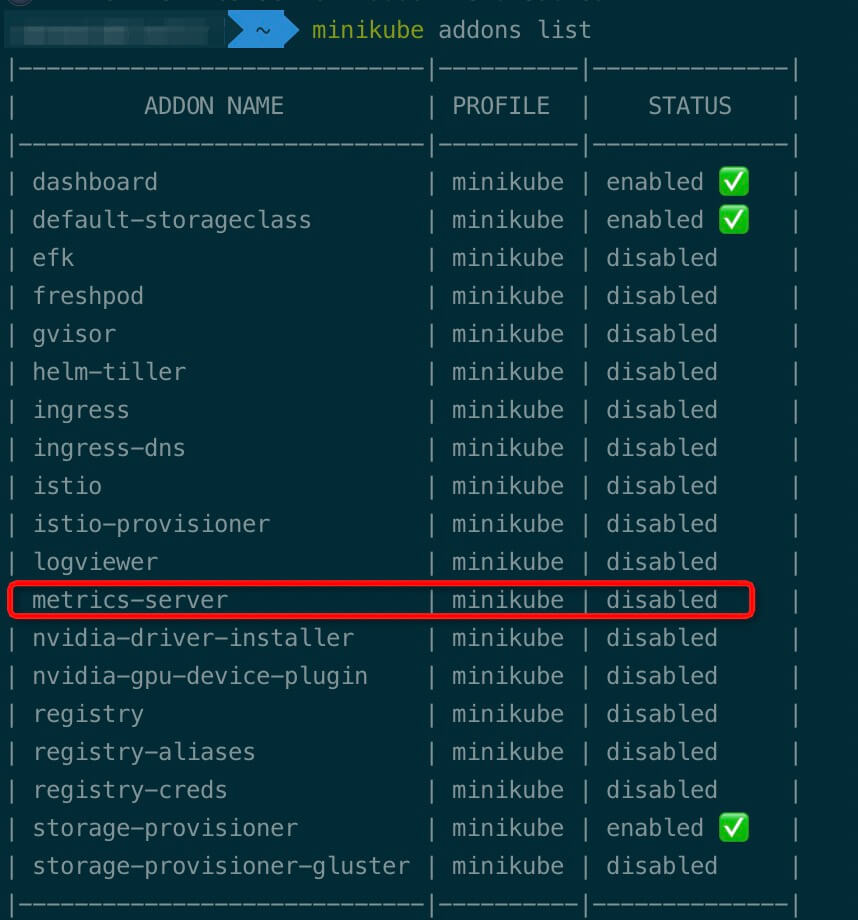 ~ minikube addons list
|-----------------------------|----------|--------------|
| ADDON NAME | PROFILE | STATUS |
|-----------------------------|----------|--------------|
| dashboard | minikube | enabled ✅ |
| default-storageclass | minikube | enabled ✅ |
| efk | minikube | disabled |
| freshpod | minikube | disabled |
| gvisor | minikube | disabled |
| helm-tiller | minikube | disabled |
| ingress | minikube | disabled |
| ingress-dns | minikube | disabled |
| istio | minikube | disabled |
| istio-provisioner | minikube | disabled |
| logviewer | minikube | disabled |
| metrics-server | minikube | disabled |
| nvidia-driver-installer | minikube | disabled |
| nvidia-gpu-device-plugin | minikube | disabled |
| registry | minikube | disabled |
| registry-aliases | minikube | disabled |
| registry-creds | minikube | disabled |
| storage-provisioner | minikube | enabled ✅ |
| storage-provisioner-gluster | minikube | disabled |
|-----------------------------|----------|--------------|